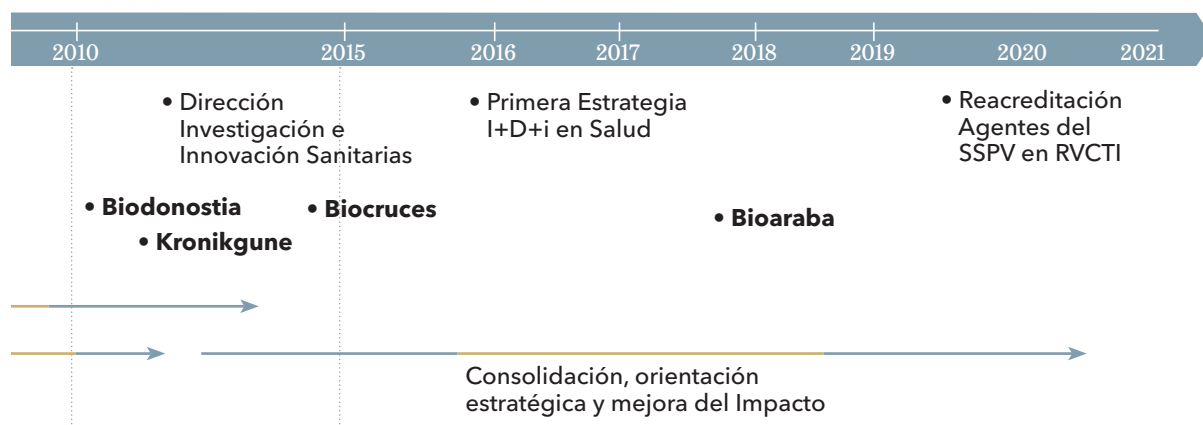 2010 2015 2016 2017 2018 2019 2020 2021
• Dirección
Investigación e
Innovación Sanitarias
• Primera Estrategia
I+D+i en Salud
• Reacreditación
Agentes del
SSPV en RVCTI
• Biodonostia
• Biocruces
• Bioaraba
• Kronikgune
Consolidación, orientación
estratégica y mejora del Impacto